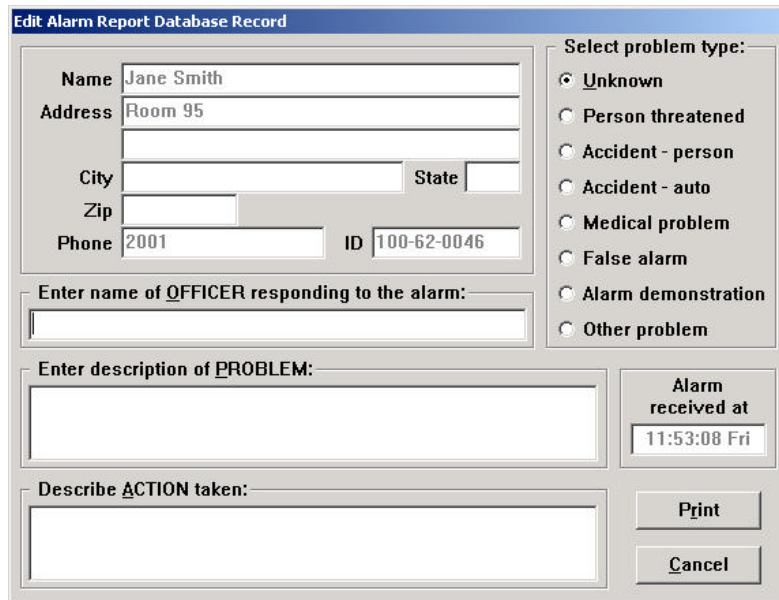 Edit Alarm Report Database Record
Name Jane Smith
Address Room 95
City State
Zip
Phone 2001 ID 100-62-0046
Select problem type:
Unknown
Person threatened
Accident - person
Accident - auto
Medical problem
False alarm
Alarm demonstration
Other problem
Enter name of OFFICER responding to the alarm:
Enter description of PROBLEM:
Alarm
received at
11:53:08 Fri
Describe ACTION taken:
Print
Cancel